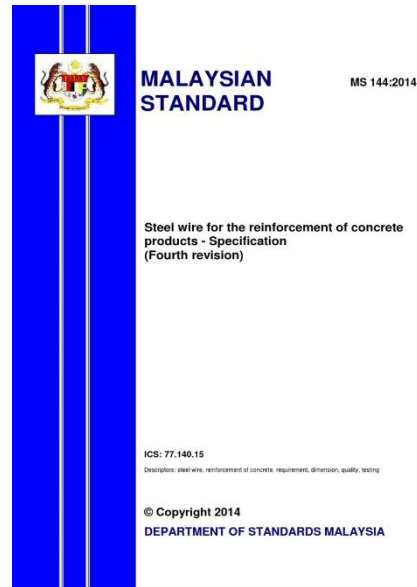 MALAYSIAN
STANDARD
MS 144:2014
Steel wire for the reinforcement of concrete
products - Specification
(Fourth revision)
ICS: 77.140.15
Descriptors: steel wire, reinforcement of concrete, requirement, dimension, quality, testing
© Copyright 2014
DEPARTMENT OF STANDARDS MALAYSIA